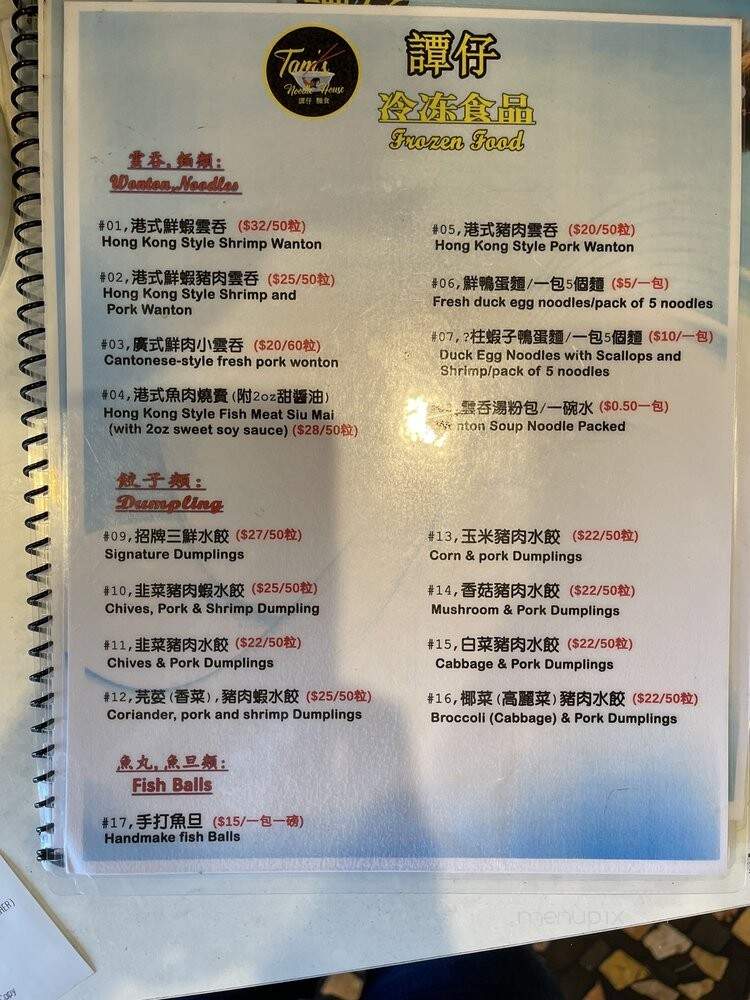 Tam's
Noodle House
譚仔 麵食
譚仔
冷冻食品
Frozen Food
雲吞,麵類:
Wonton,Noodles
#01,港式鮮蝦雲吞 ($32/50粒)
Hong Kong Style Shrimp Wanton
#02,港式鮮蝦豬肉雲吞 ($25/50粒)
Hong Kong Style Shrimp and
Pork Wanton
#03,廣式鮮肉小雲吞 ($20/60粒)
Cantonese-style fresh pork wonton
#04,港式魚肉燒賣(附2oz甜醬油)
Hong Kong Style Fish Meat Siu Mai
(with 2oz sweet soy sauce) ($28/50粒)
#05,港式豬肉雲吞 ($20/50粒)
Hong Kong Style Pork Wanton
#06,鮮鴨蛋麵/一包5個麵 ($5/一包)
Fresh duck egg noodles/pack of 5 noodles
#07,?柱蝦子鴨蛋麵/一包5個麵 ($10/一包)
Duck Egg Noodles with Scallops and
Shrimp/pack of 5 noodles
雲吞湯粉包/一碗水 ($0.50一包)
nton Soup Noodle Packed
餃子類:
Dumpling
#09,招牌三鮮水餃 ($27/50粒)
Signature Dumplings
#10,韭菜豬肉蝦水餃 ($25/50粒)
Chives, Pork & Shrimp Dumpling
#11,韭菜豬肉水餃 ($22/50粒)
Chives & Pork Dumplings
#12,芫荽(香菜),豬肉蝦水餃 ($25/50粒)
Coriander, pork and shrimp Dumplings
#13,玉米豬肉水餃 ($22/50粒)
Corn & pork Dumplings
#14,香菇豬肉水餃 ($22/50粒)
Mushroom & Pork Dumplings
#15,白菜豬肉水餃 ($22/50粒)
Cabbage & Pork Dumplings
#16,椰菜(高麗菜)豬肉水餃 ($22/50粒)
Broccoli (Cabbage) & Pork Dumplings
魚丸,魚旦類:
Fish Balls
#17,手打魚旦 ($15/一包一磅)
Handmake fish Balls
menupix
Copy